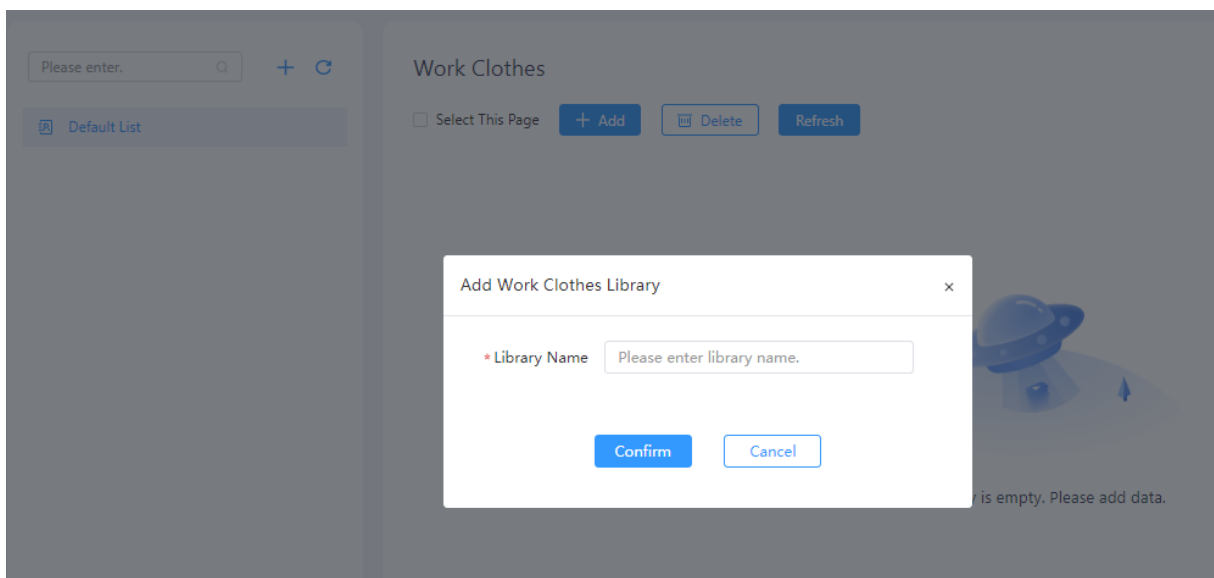 Please enter.
Default List
Work Clothes
Select This Page
+ Add
Delete
Refresh
Add Work Clothes Library
×
* Library Name
Please enter library name.
Confirm
Cancel
is empty. Please add data.